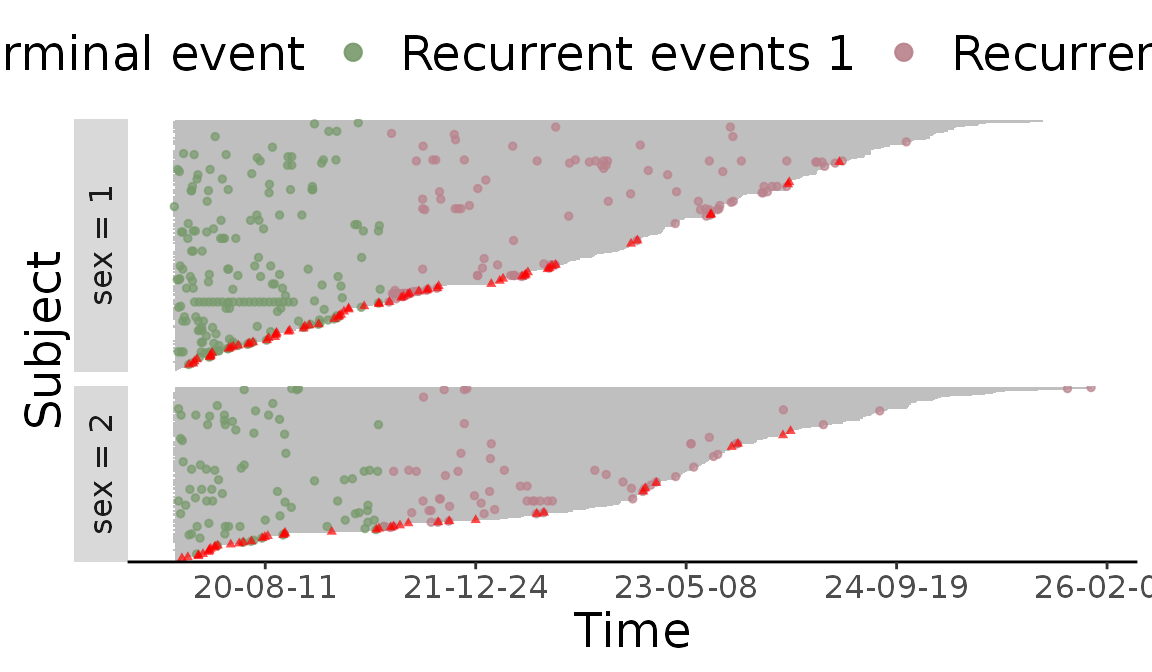 rminal event Recurrent events 1 Recurrer
Subject
sex = 1
sex = 2
20-08-11 21-12-24 23-05-08 24-09-19 26-02-0
Time